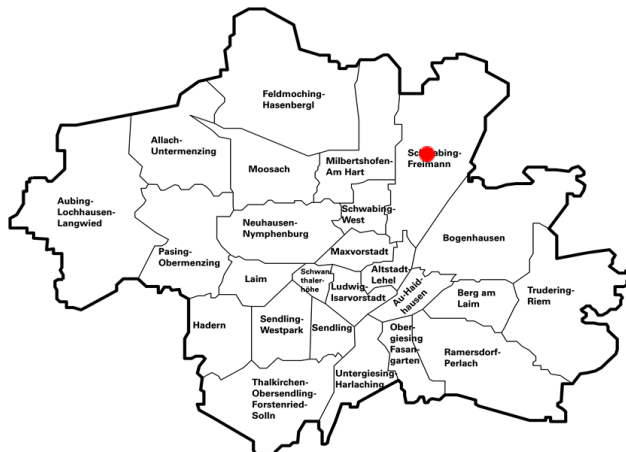 Feldmoching-
Hasenbergl
Allach-
Untermenzing
Moosach
Milbertshofen-
Am Hart
Schwabing-
Freimann
Aubing-
Lochhausen-
Langwied
Pasing-
Obermenzing
Neuhausen-
Nymphenburg
Schwabing-
West
Maxvorstadt
Bogenhausen
Laim
Schwan-
thaler-
höhe
Ludwig-
Isarvorstadt
Altstadt-
Lehel
Au-Haid-
hausen
Berg am
Laim
Trudering-
Riem
Hadern
Sendling-
Westpark
Sendling
Ober-
giesing
Fasan-
garten
Ramersdorf-
Perlach
Thalkirchen-
Obersendling-
Forstenried-
Solln
Untergiesing-
Harlaching